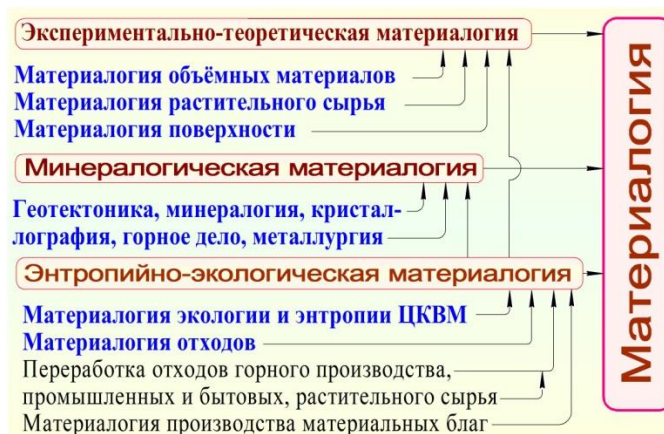 Экспериментально-теоретическая материалогия
Материалогия объёмных материалов
Материалогия растительного сырья
Материалогия поверхности
Минералогическая материалогия
Геотектоника, минералогия, кристал-
лография, горное дело, металлургия
Энтропийно-экологическая материалогия
Материалогия экологии и энтропии ЦКВМ
Материалогия отходов
Переработка отходов горного производства,
промышленных и бытовых, растительного сырья
Материалогия производства материальных благ
Материалогия